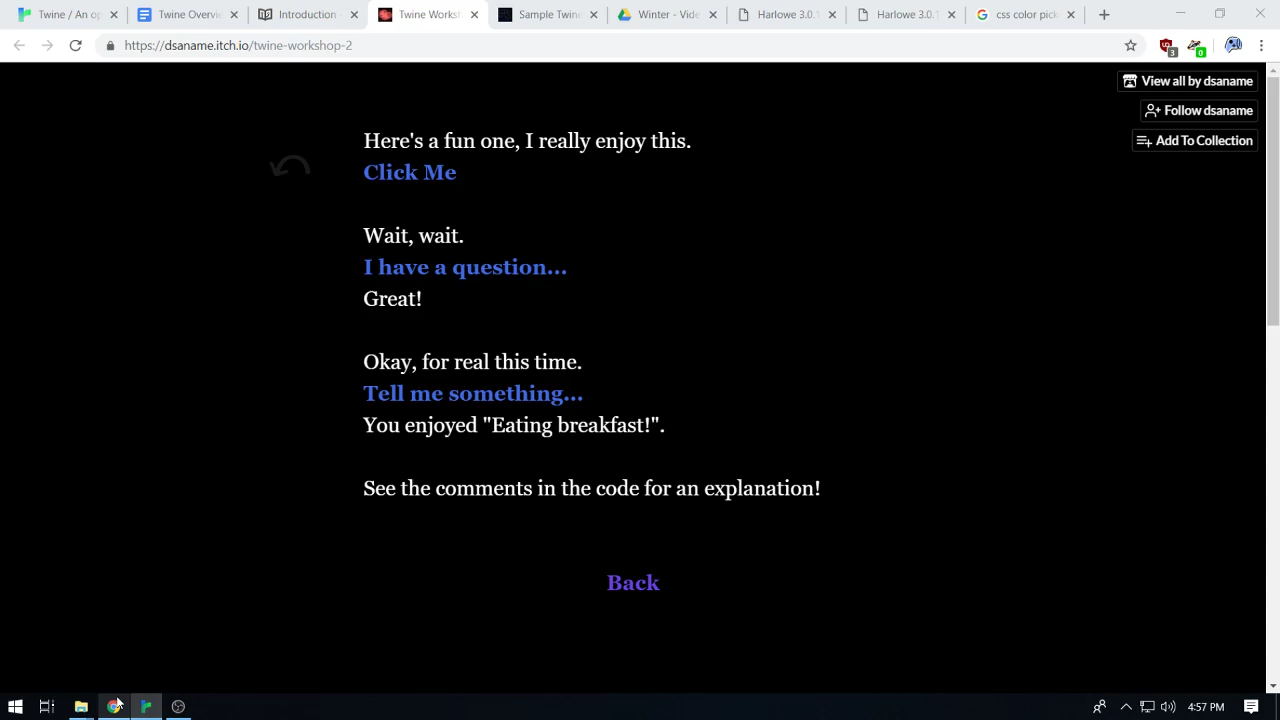 Twine / An op
Twine Overvi
Introduction
Twine Worksh
Sample Twine
Winter - Vide
Harlowe 3.0.
Harlowe 3.0.
css color pick
https://dsaname.itch.io/twine-workshop-2
3
0
View all by dsaname
Follow dsaname
Add To Collection
Here's a fun one, I really enjoy this.
Click Me
Wait, wait.
I have a question...
Great!
Okay, for real this time.
Tell me something...
You enjoyed "Eating breakfast!".
See the comments in the code for an explanation!
Back
4:57 PM